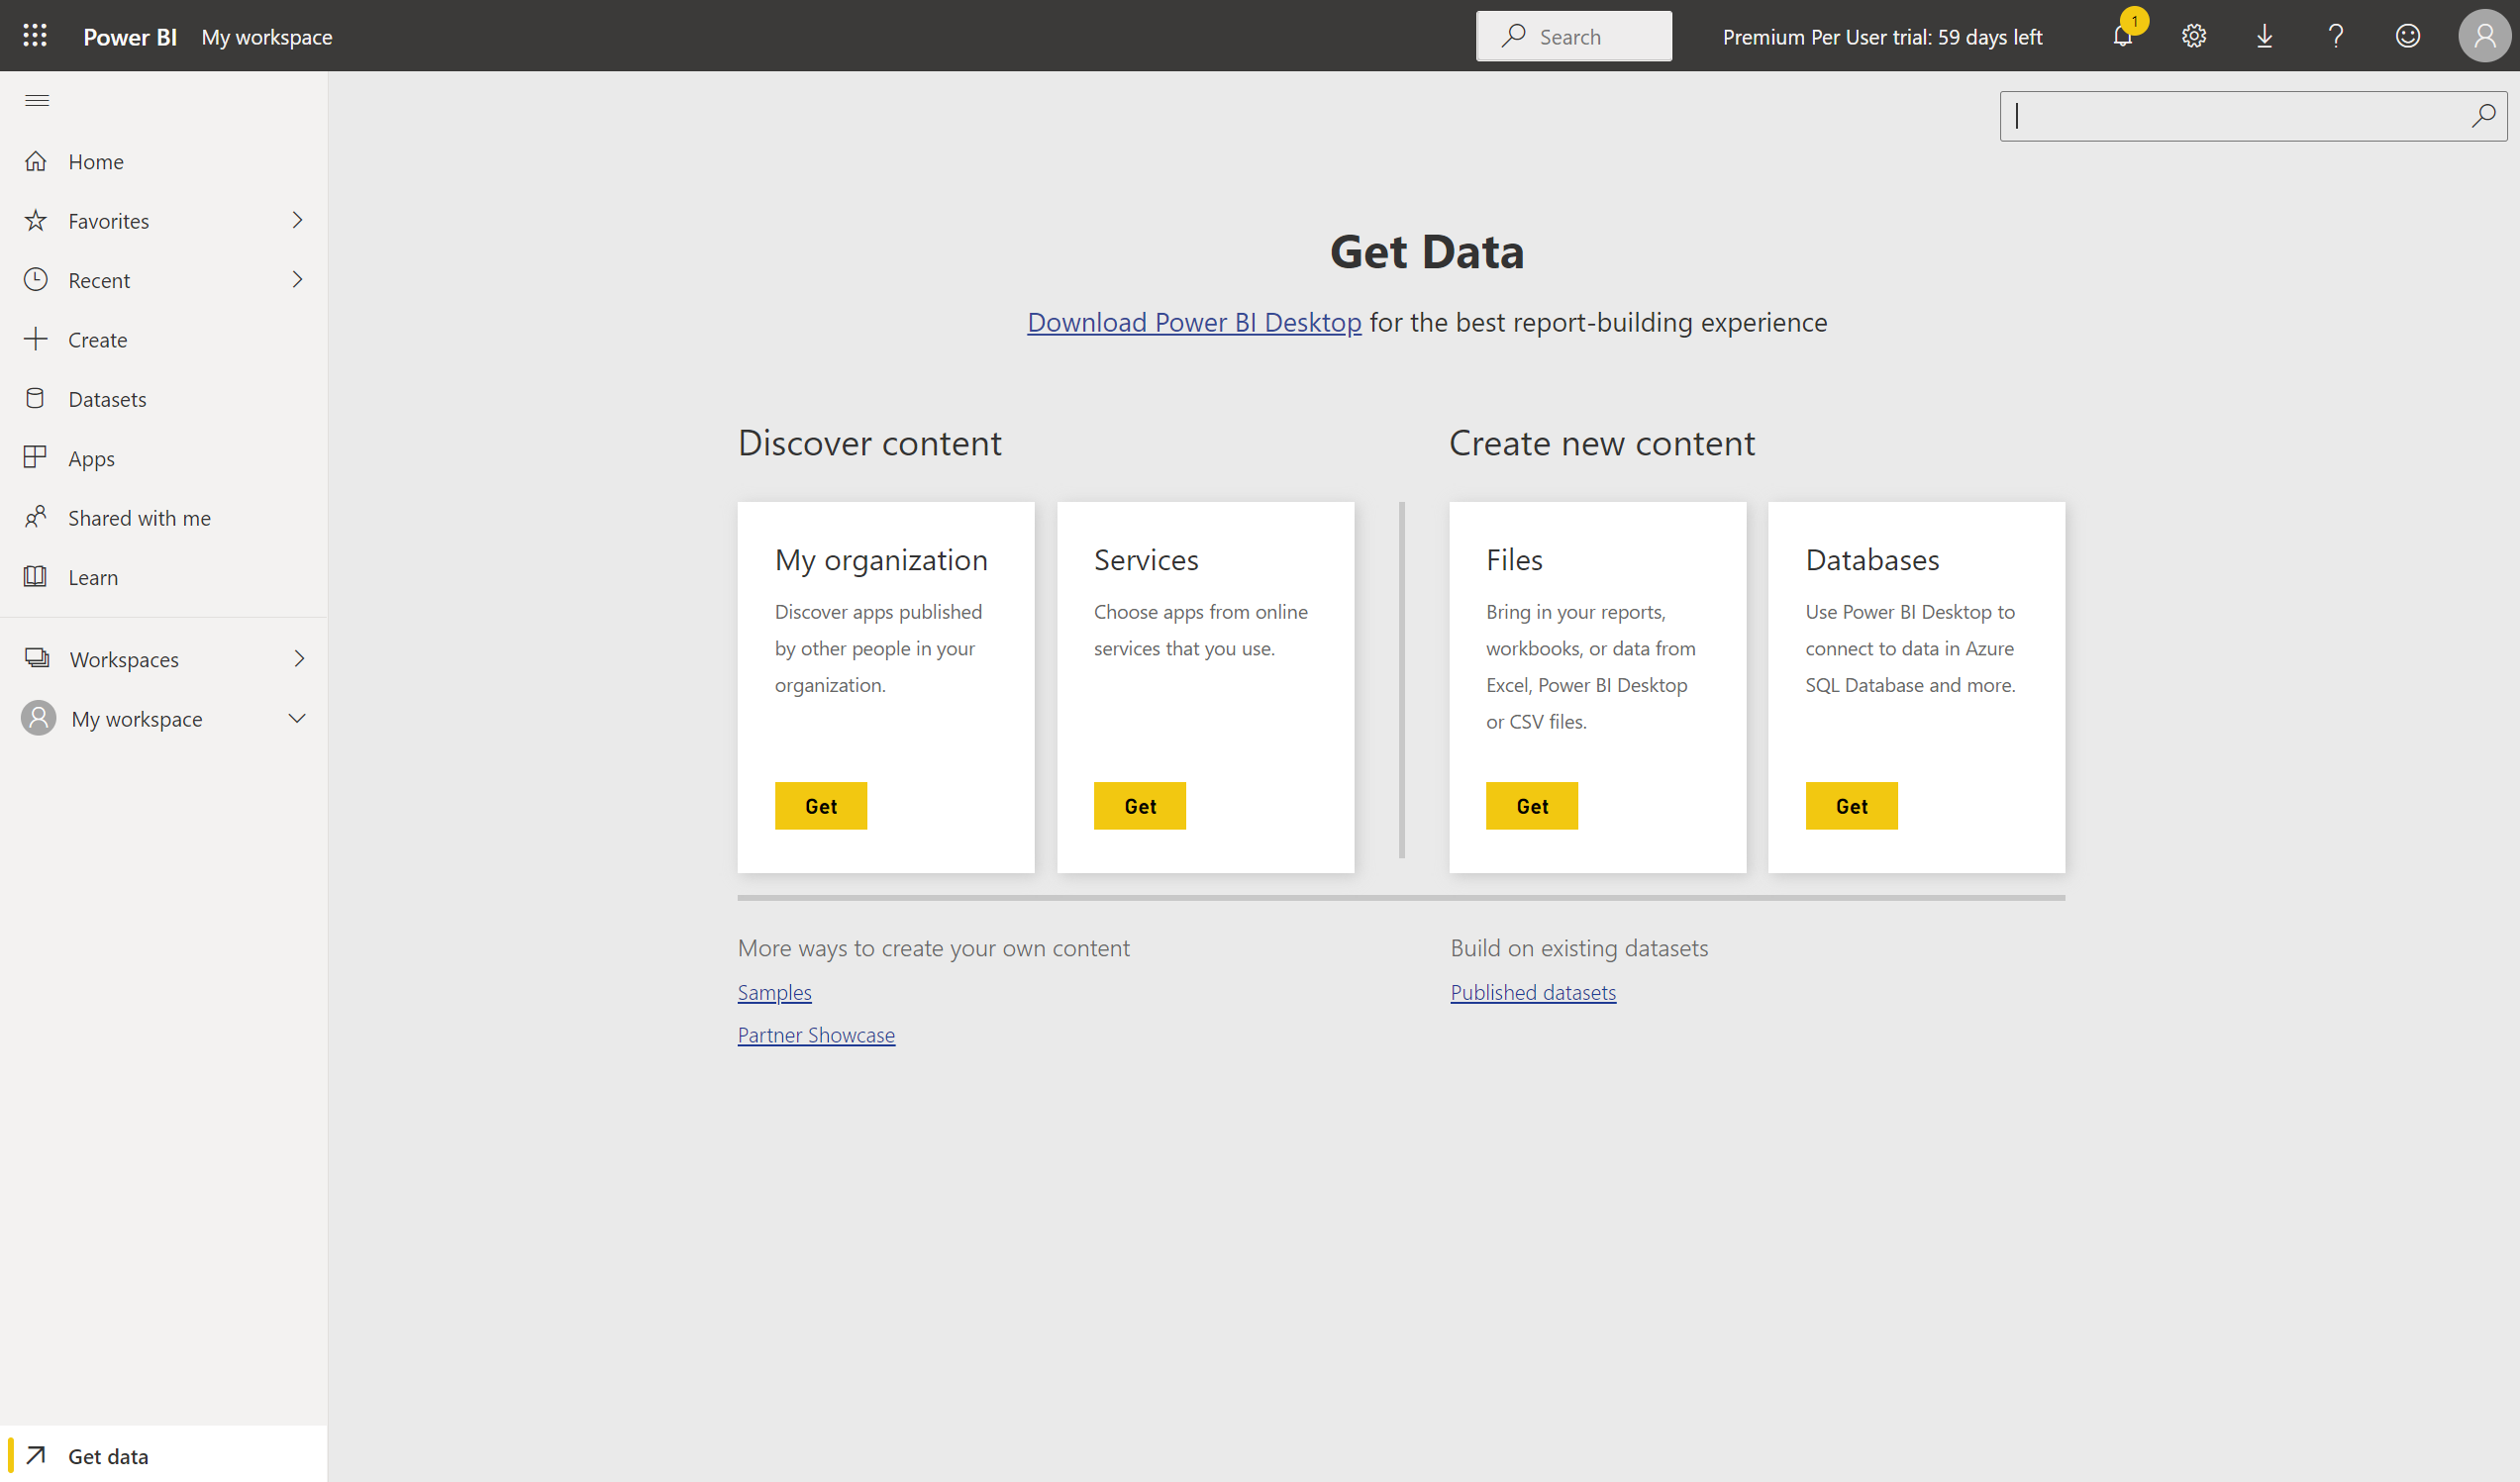 Power BI My workspace
Search
Premium Per User trial: 59 days left
1
Home
Favorites
Recent
Create
Datasets
Apps
Shared with me
Learn
Workspaces
My workspace
Get data
Get Data
Download Power BI Desktop for the best report-building experience
Discover content
My organization
Discover apps published
by other people in your
organization.
Get
Services
Choose apps from online
services that you use.
Get
Create new content
Files
Bring in your reports,
workbooks, or data from
Excel, Power BI Desktop
or CSV files.
Get
Databases
Use Power BI Desktop to
connect to data in Azure
SQL Database and more.
Get
More ways to create your own content
Samples
Partner Showcase
Build on existing datasets
Published datasets